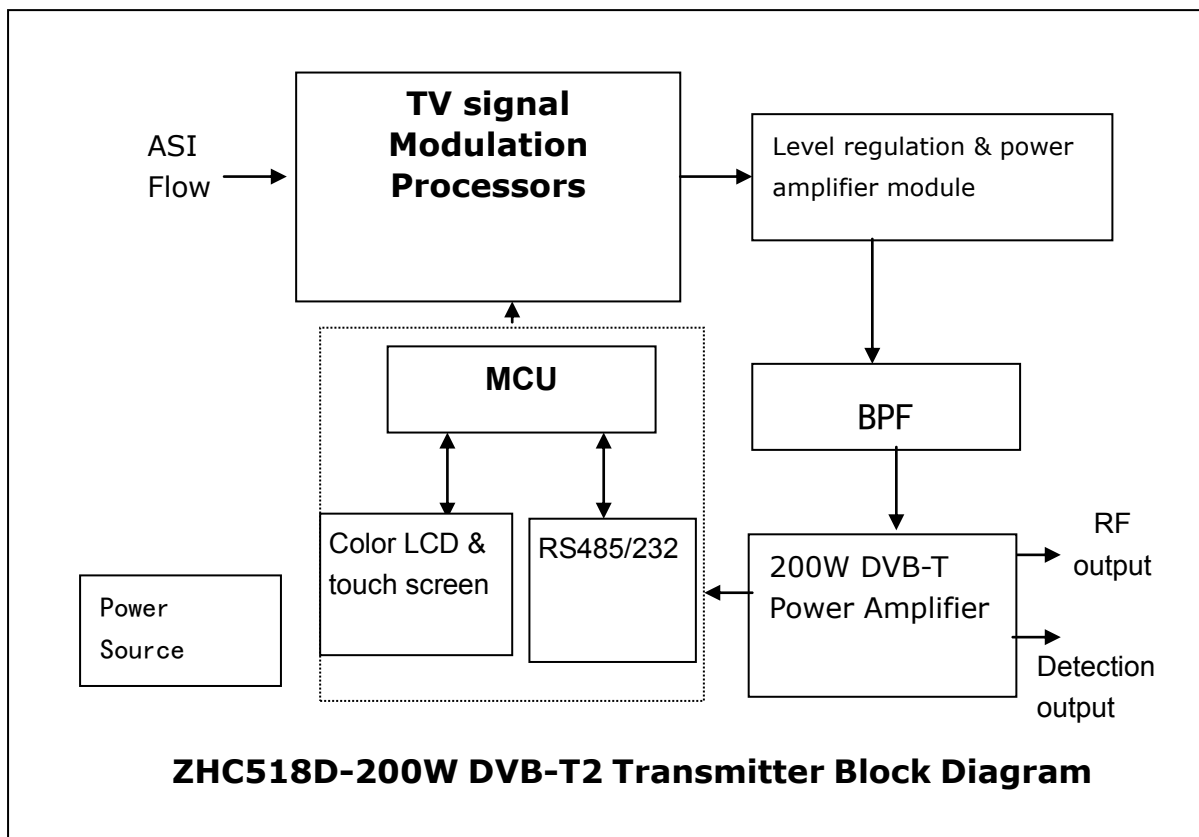 TV signal
Modulation
Processors
ASI
Flow
Level regulation & power
amplifier module
MCU
BPF
Color LCD &
touch screen
RS485/232
200W DVB-T
Power Amplifier
RF
output
Detection
output
Power
Source
ZHC518D-200W DVB-T2 Transmitter Block Diagram